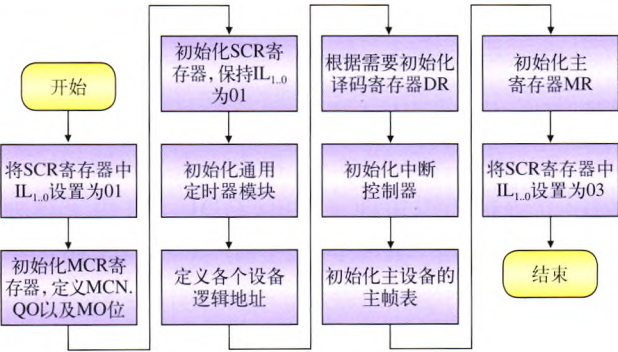 开始
将SCR寄存器中
IL1..0设置为01
初始化MCR寄
存器，定义MCN.
QO以及MO位
初始化SCR寄
存器，保持IL1..0
为01
初始化通用
定时器模块
定义各个设备
逻辑地址
根据需要初始化
译码寄存器DR
初始化中断
控制器
初始化主设备的
主帧表
初始化主
寄存器MR
将SCR寄存器中
IL1..0设置为03
结束